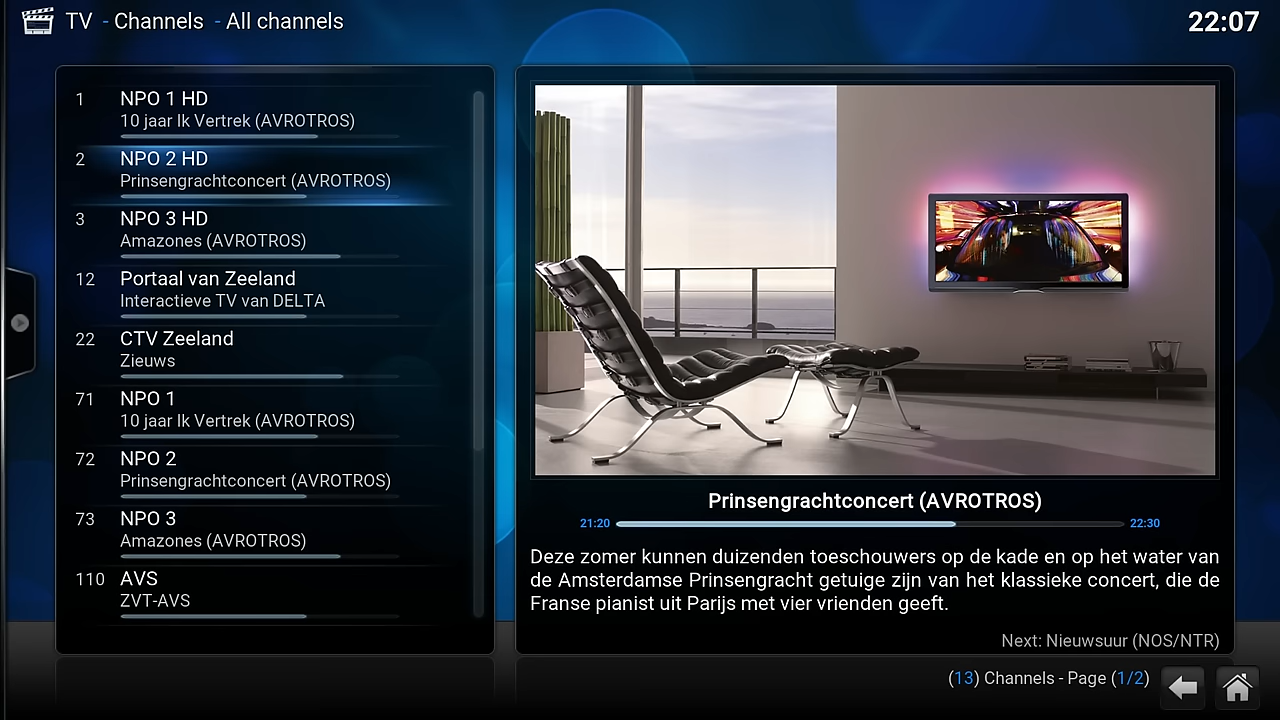 TV - Channels - All channels
22:07
1 NPO 1 HD
10 jaar Ik Vertrek (AVROTROS)
2 NPO 2 HD
Prinsengrachtconcert (AVROTROS)
3 NPO 3 HD
Amazones (AVROTROS)
12 Portaal van Zeeland
Interactieve TV van DELTA
22 CTV Zeeland
Zieuws
71 NPO 1
10 jaar Ik Vertrek (AVROTROS)
72 NPO 2
Prinsengrachtconcert (AVROTROS)
73 NPO 3
Amazones (AVROTROS)
110 AVS
ZVT-AVS
Prinsengrachtconcert (AVROTROS)
21:20 22:30
Deze zomer kunnen duizenden toeschouwers op de kade en op het water van
de Amsterdamse Prinsengracht getuige zijn van het klassieke concert, die de
Franse pianist uit Parijs met vier vrienden geeft.
Next: Nieuwsuur (NOS/NTR)
(13) Channels - Page (1/2)